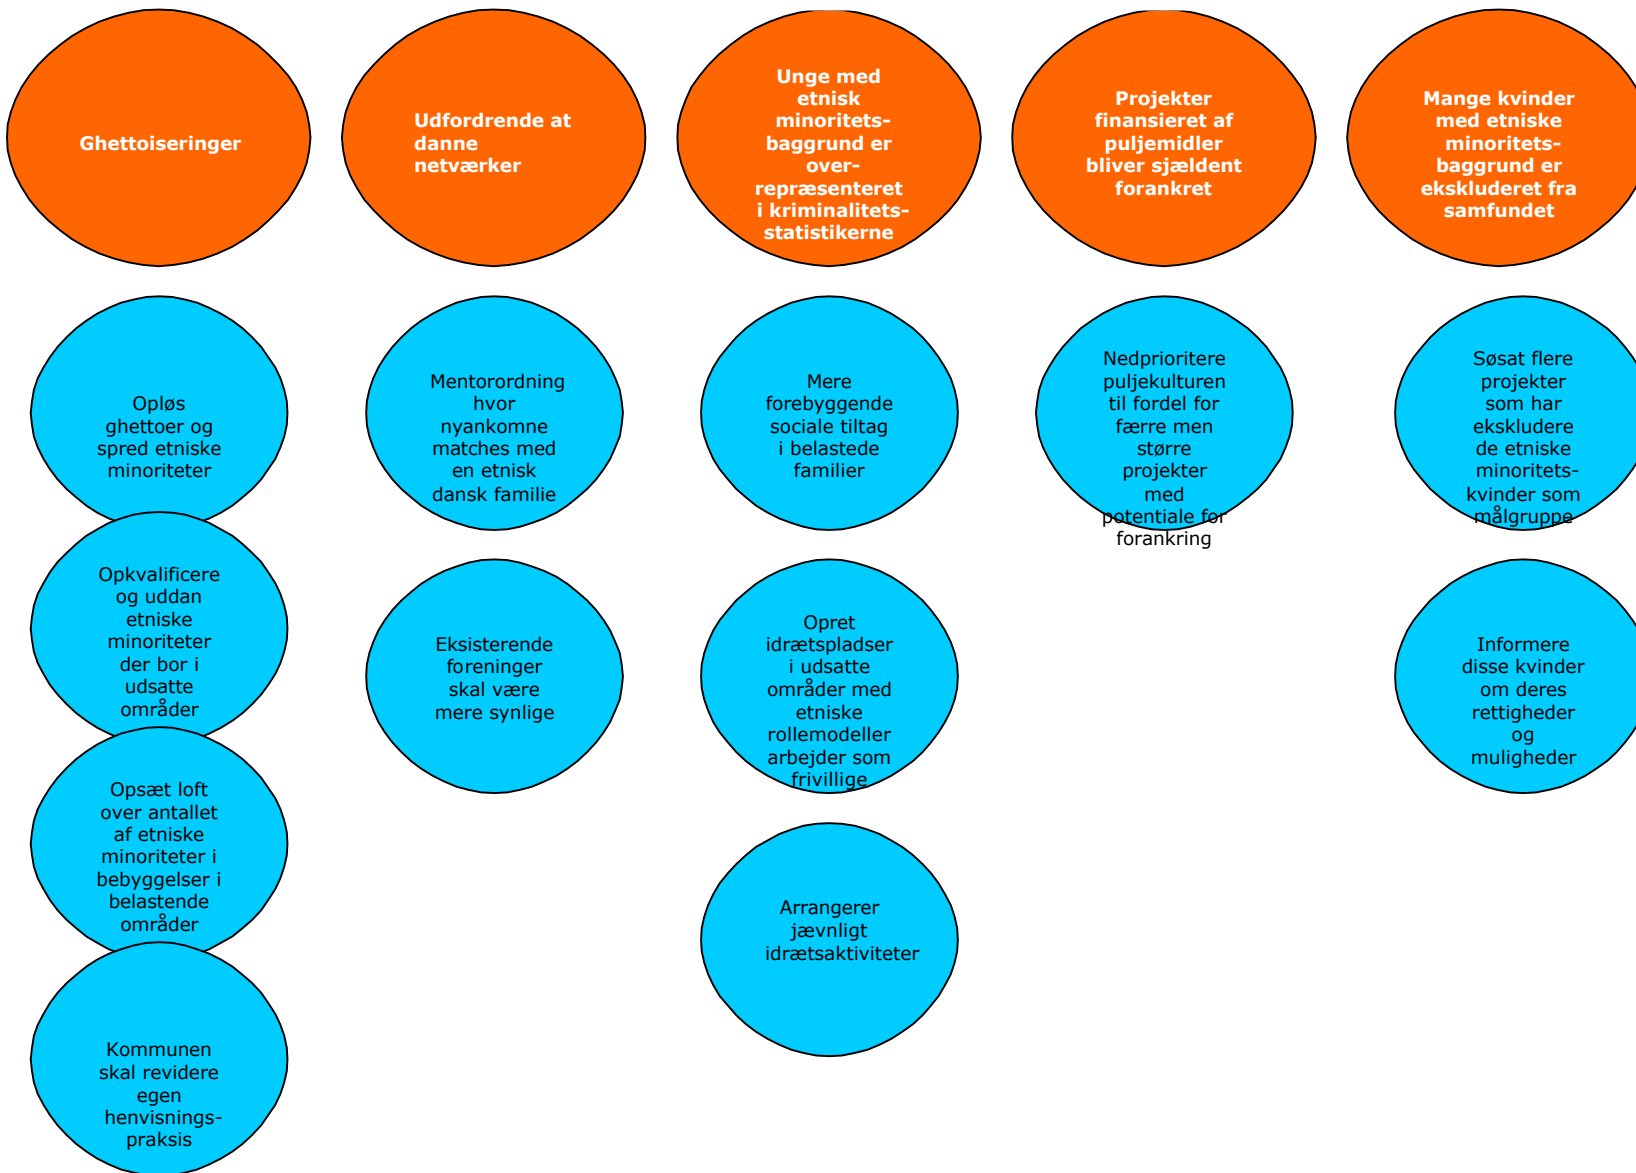 Ghettoiseringer
Udfordrende at
danne
netværker
Unge med
etnisk
minoritets-
baggrund er
over-
repræsenteret
i kriminalitets-
statistikerne
Projekter
finansieret af
puljemidler
bliver sjældent
forankret
Mange kvinder
med etniske
minoritets-
baggrund er
ekskluderet fra
samfundet
Opløs
ghettoer og
spred etniske
minoriteter
Mentorordning
hvor
nyankomne
matches med
en etnisk
dansk familie
Mere
forebyggende
sociale tiltag
i belastede
familier
Nedprioritere
puljekulturen
til fordel for
færre men
større
projekter
med
potentiale for
forankring
Søsat flere
projekter
som har
ekskludere
de etniske
minoritets-
kvinder som
målgruppe
Opkvalificere
og uddan
etniske
minoriteter
der bor i
udsatte
områder
Eksisterende
foreninger
skal være
mere synlige
Opret
idrætspladser
i udsatte
områder med
etniske
rollemodeller
arbejder som
frivillige
Informere
disse kvinder
om deres
rettigheder
og
muligheder
Opsæt loft
over antallet
af etniske
minoriteter i
bebyggelser i
belastende
områder
Arrangerer
jævnligt
idrætsaktiviteter
Kommunen
skal revidere
egen
henvisnings-
praksis